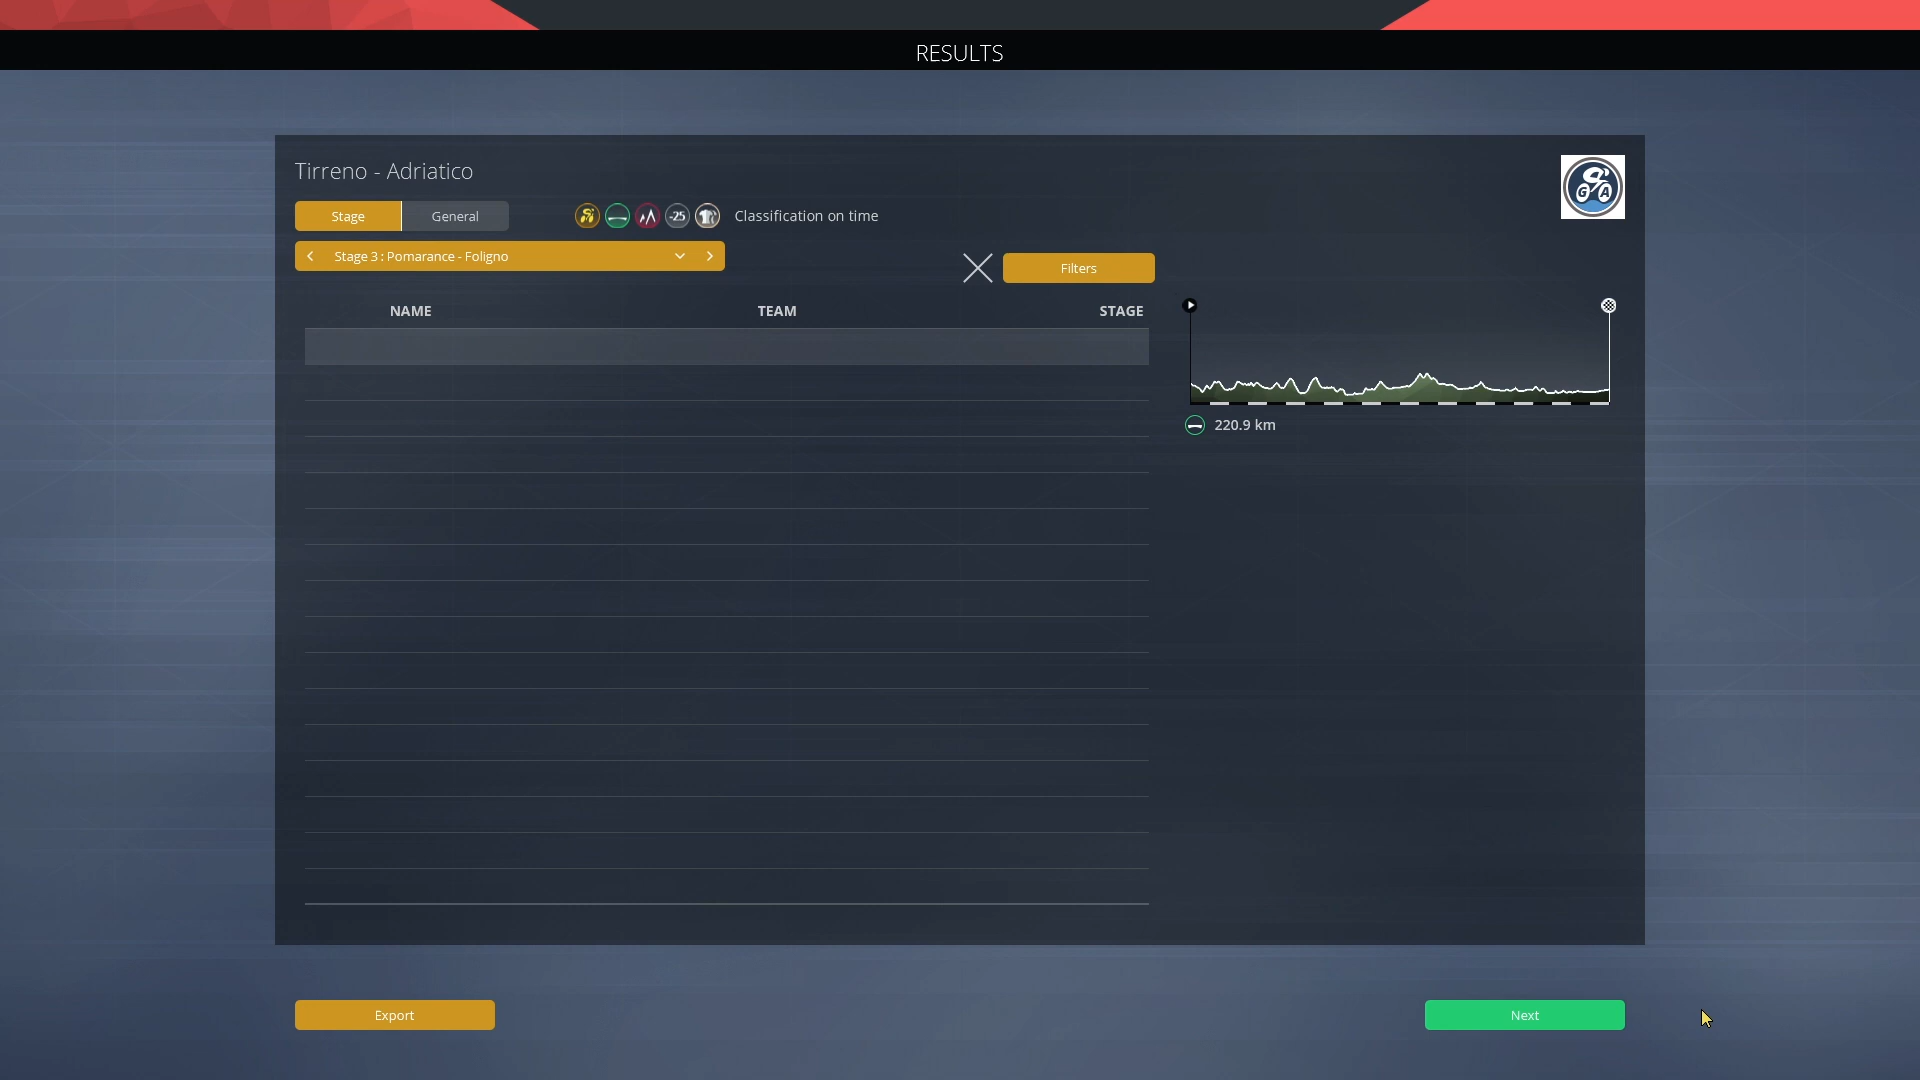 RESULTS
Tirreno - Adriatico
Stage
General
-25
Classification on time
Stage 3 : Pomarance - Foligno
Filters
NAME
TEAM
STAGE
220.9 km
Export
Next